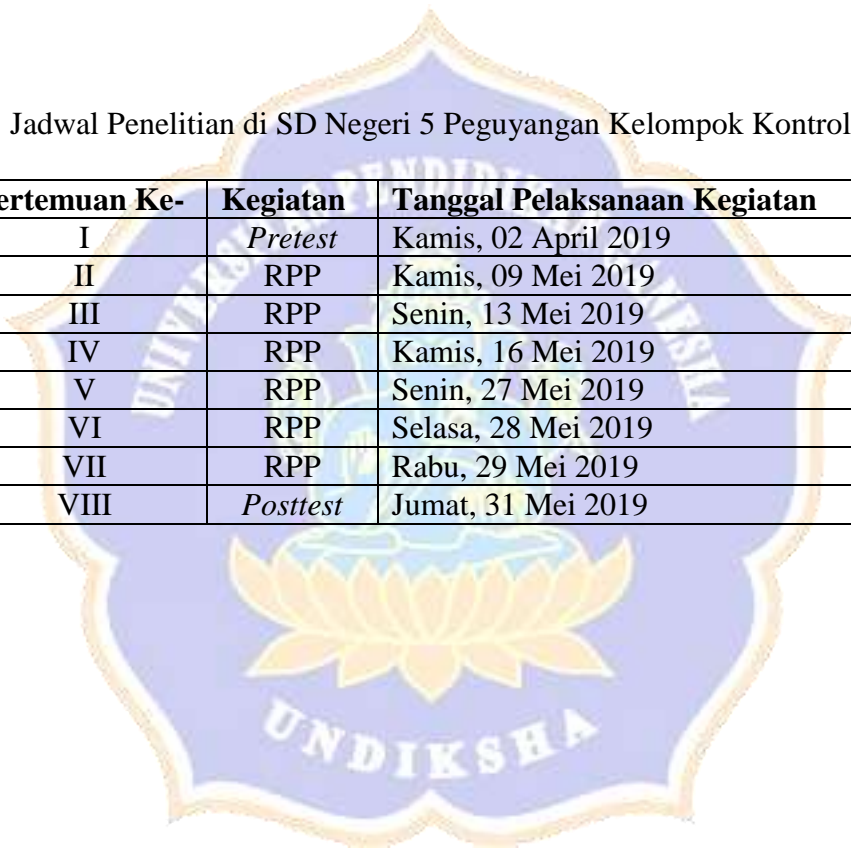 Jadwal Penelitian di SD Negeri 5 Peguyangan Kelompok Kontrol
ertemuan Ke- Kegiatan Tanggal Pelaksanaan Kegiatan
I Pretest Kamis, 02 April 2019
II RPP Kamis, 09 Mei 2019
III RPP Senin, 13 Mei 2019
IV RPP Kamis, 16 Mei 2019
V RPP Senin, 27 Mei 2019
VI RPP Selasa, 28 Mei 2019
VII RPP Rabu, 29 Mei 2019
VIII Posttest Jumat, 31 Mei 2019
UNDIKSHA